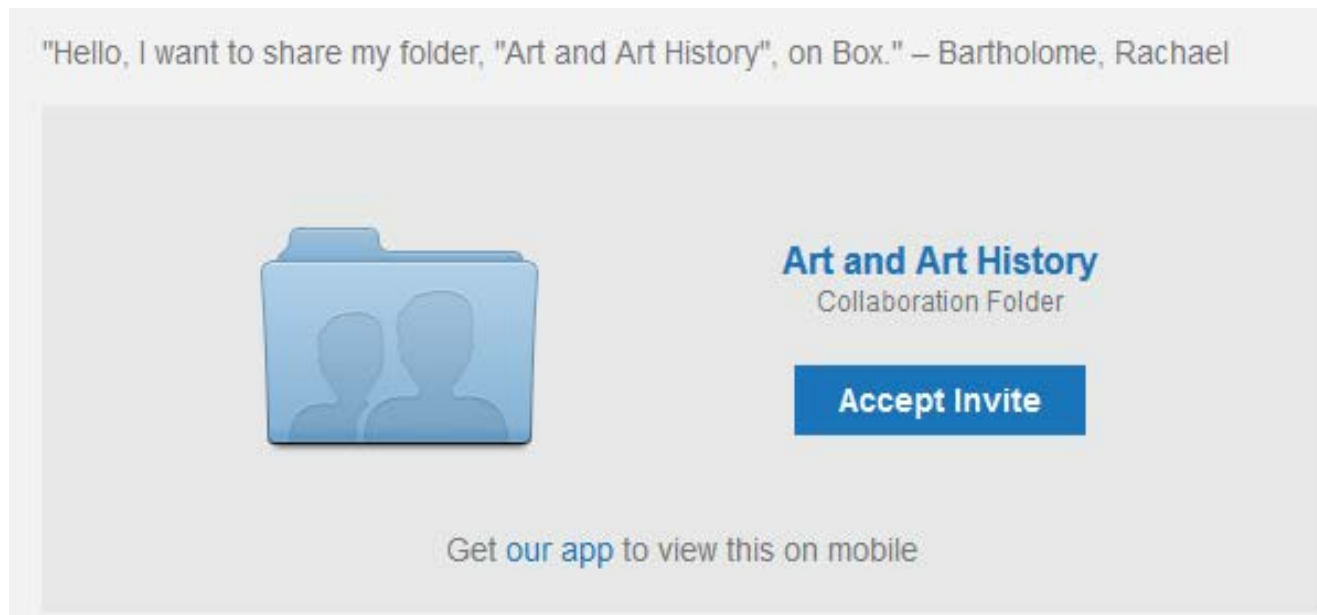 "Hello, I want to share my folder, "Art and Art History", on Box." – Bartholome, Rachael
Art and Art History
Collaboration Folder
Accept Invite
Get our app to view this on mobile